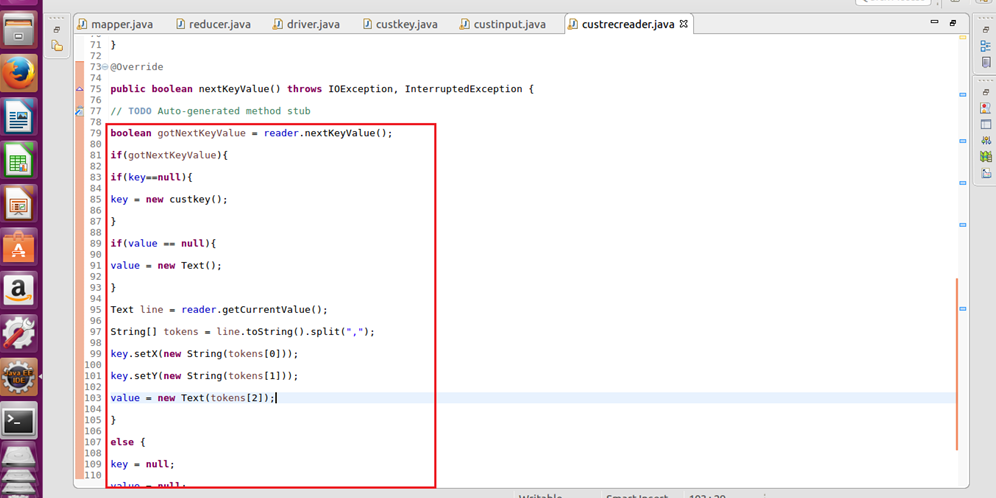 mapper.java reducer.java driver.java custkey.java custinput.java custrecreader.java
71 }
72
73 @Override
74
75 public boolean nextKeyValue() throws IOException, InterruptedException {
76
77 // TODO Auto-generated method stub
78
79 boolean gotNextKeyValue = reader.nextKeyValue();
80
81 if(gotNextKeyValue){
82
83 if(key==null){
84
85 key = new custkey();
86
87 }
88
89 if(value == null){
90
91 value = new Text();
92
93 }
94
95 Text line = reader.getCurrentValue();
96
97 String[] tokens = line.toString().split(",");
98
99 key.setX(new String(tokens[0]));
100
101 key.setY(new String(tokens[1]));
102
103 value = new Text(tokens[2]);
104
105 }
106
107 else {
108
109 key = null;
110
value = null;
Writable Smart Insert 103 : 29
Java EE
IDE